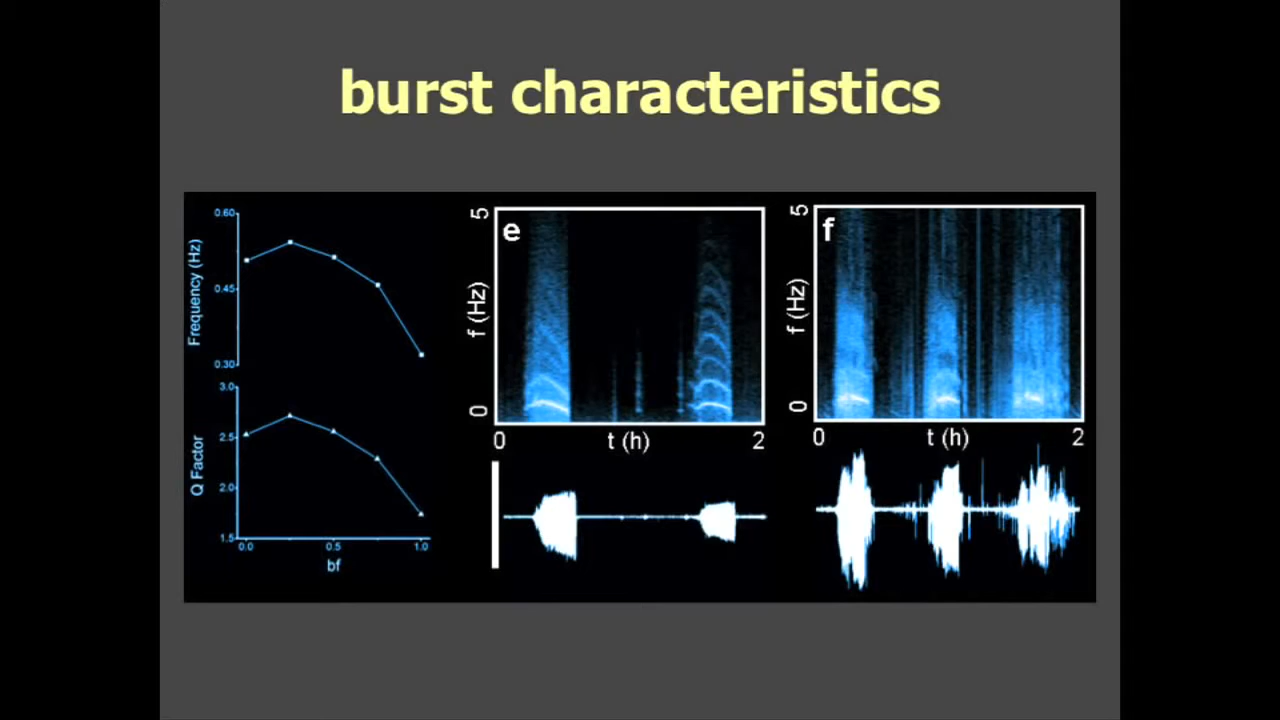 burst characteristics
0.60
0.45
0.30
Frequency (Hz)
3.0
2.5
2.0
1.5
Q Factor
0.0
0.5
1.0
bf
e
5
0
f (Hz)
0
t (h)
2
f
5
0
f (Hz)
0
t (h)
2